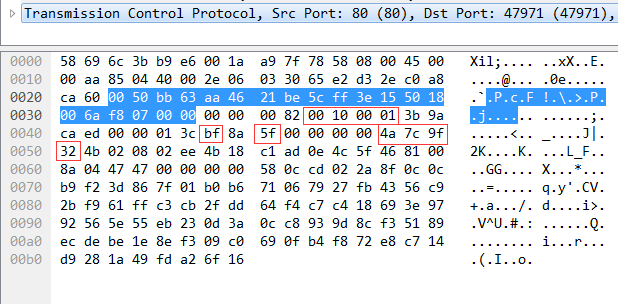 Transmission Control Protocol, Src Port: 80 (80), Dst Port: 47971 (47971),
0000 58 69 6c 3b b9 e6 00 1a a9 7f 78 58 08 00 45 00 Xil;.... ..xX..E.
0010 00 aa 85 04 40 00 2e 06 03 30 65 e2 d3 2e c0 a8 ....@... .0e.....
0020 ca 60 00 50 bb 63 aa 46 21 be 5c ff 3e 15 50 18 .`.P.c.F !.\.>.P.
0030 00 6a f8 07 00 00 00 00 00 82 00 10 00 01 3b 9a .j...... ......;.
0040 ca ed 00 00 01 3c bf 8a 5f 00 00 00 00 4a 7c 9f .....<.. _....J|.
0050 32 4b 02 08 02 ee 4b 18 c1 ad 0e 4c 5f 46 81 00 2K....K. ...L_F..
0060 8a 04 47 47 00 00 00 00 58 0c cd 02 2a 8f 0c 0c ..GG.... X...*...
0070 b9 f2 3d 86 7f 01 b0 b6 71 06 79 27 fb 43 56 c9 ..=..... q.y'.CV.
0080 2b f9 61 ff c3 cb 2f dd 64 f4 c7 c4 18 69 3e 97 +.a.../. d....i>.
0090 92 56 5e 55 eb 23 0d 3a 0c c8 93 9d 8c f3 51 89 .V^U.#.: ......Q.
00a0 ec de be 1e 8e f3 09 c0 69 0f b4 f8 72 e8 c7 14 ........ i...r...
00b0 d9 28 1a 49 fd a2 6f 16 .(.I..o.